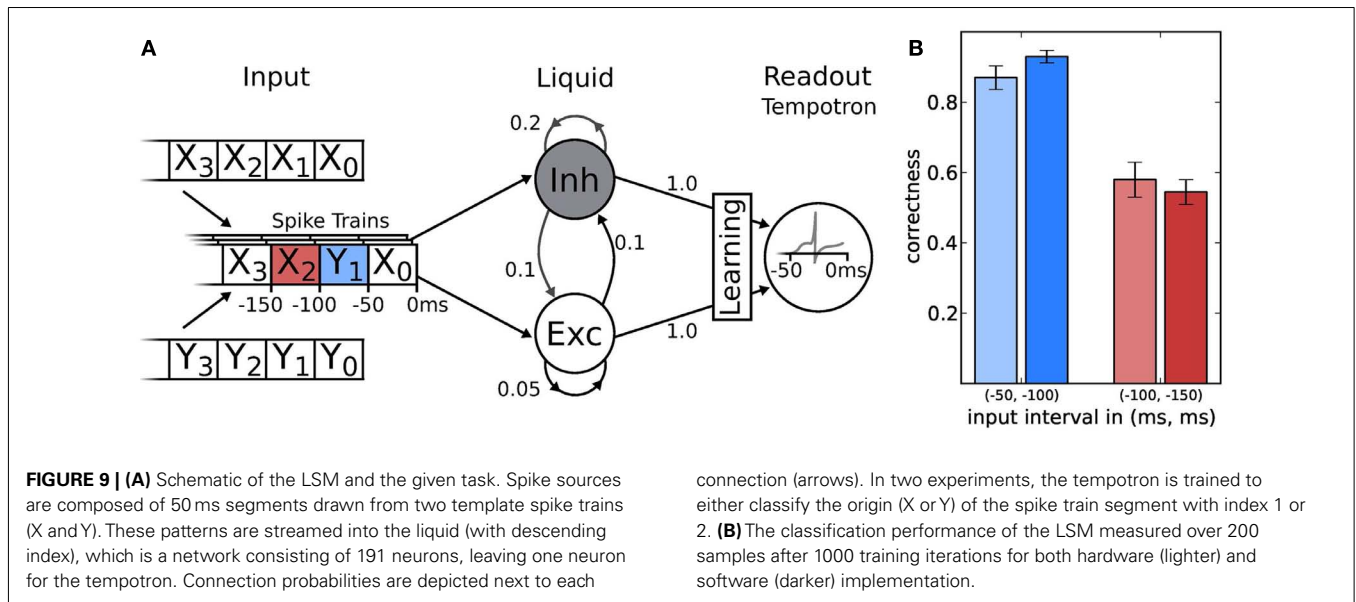 A
Input
Liquid
Readout
Tempotron
X3 X2 X1 X0
Spike Trains
X3 X2 Y1 X0
-150 -100 -50 0ms
Y3 Y2 Y1 Y0
0.2
Inh
0.1
0.1
Exc
0.05
1.0
1.0
Learning
-50 0ms
B
correctness
0.8
0.6
0.4
0.2
(-50, -100) (-100, -150)
input interval in (ms, ms)
FIGURE 9 | (A) Schematic of the LSM and the given task. Spike sources
are composed of 50 ms segments drawn from two template spike trains
(X and Y). These patterns are streamed into the liquid (with descending
index), which is a network consisting of 191 neurons, leaving one neuron
for the tempotron. Connection probabilities are depicted next to each
connection (arrows). In two experiments, the tempotron is trained to
either classify the origin (X or Y) of the spike train segment with index 1 or
2. (B) The classification performance of the LSM measured over 200
samples after 1000 training iterations for both hardware (lighter) and
software (darker) implementation.